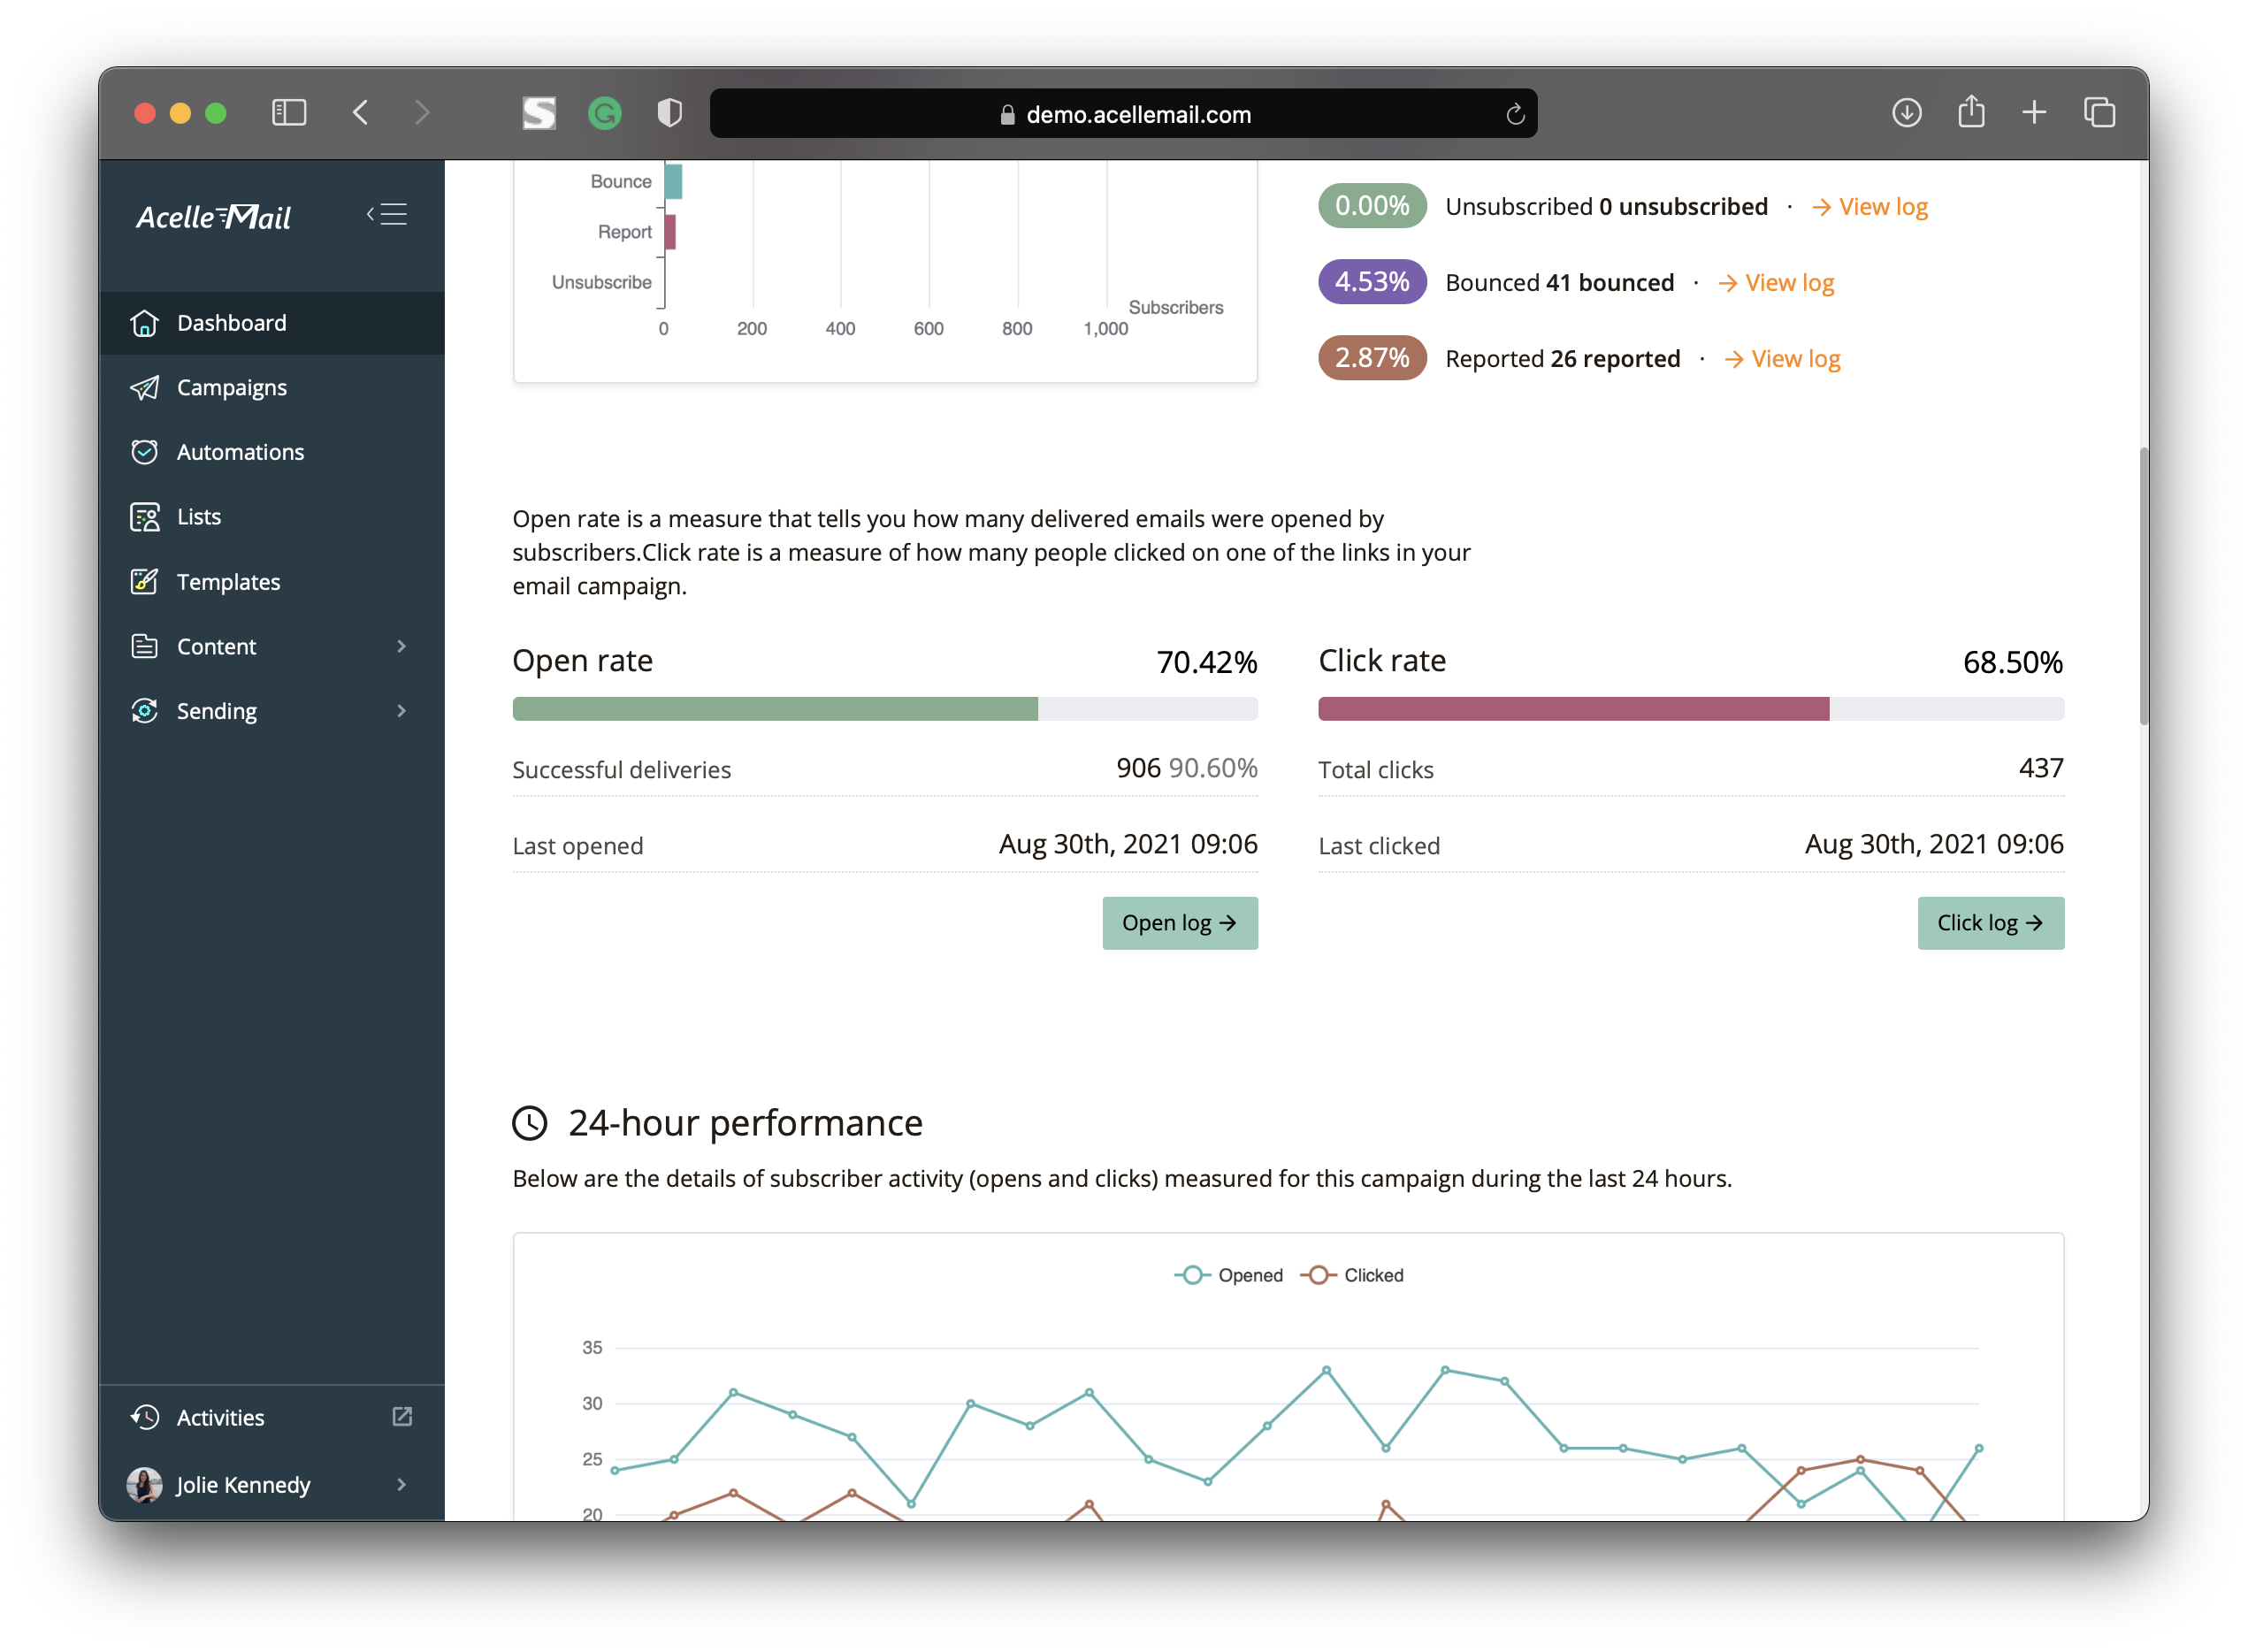 demo.acellemail.com
Acelle Mail
Dashboard
Campaigns
Automations
Lists
Templates
Content
Sending
Activities
Jolie Kennedy
Bounce
Report
Unsubscribe
0 200 400 600 800 1,000
Subscribers
0.00% Unsubscribed 0 unsubscribed · → View log
4.53% Bounced 41 bounced · → View log
2.87% Reported 26 reported · → View log
Open rate is a measure that tells you how many delivered emails were opened by
subscribers.Click rate is a measure of how many people clicked on one of the links in your
email campaign.
Open rate 70.42%
Successful deliveries 906 90.60%
Last opened Aug 30th, 2021 09:06
Open log →
Click rate 68.50%
Total clicks 437
Last clicked Aug 30th, 2021 09:06
Click log →
24-hour performance
Below are the details of subscriber activity (opens and clicks) measured for this campaign during the last 24 hours.
Opened Clicked
35
30
25
20